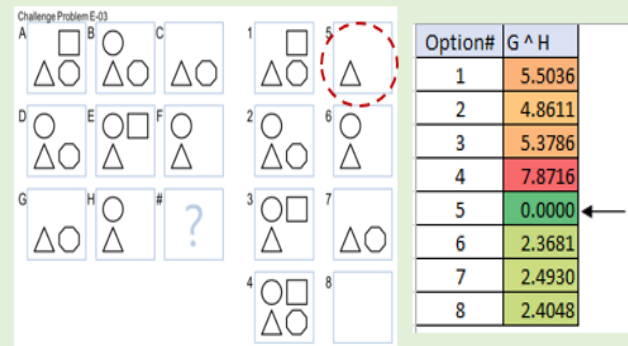 Challenge Problem E-03
A B C 1 5
D E F 2 6
G H # 3 7
?
4 8
Option# G ^ H
1 5.5036
2 4.8611
3 5.3786
4 7.8716
5 0.0000
6 2.3681
7 2.4930
8 2.4048